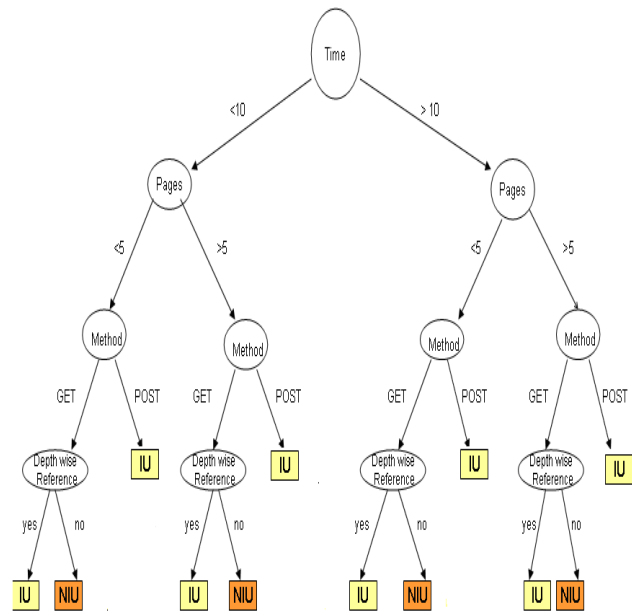 Time
<10
> 10
Pages
Pages
<5
>5
<5
>5
Method
Method
Method
Method
GET
POST
GET
POST
GET
POST
GET
POST
Depth wise
Reference
IU
Depth wise
Reference
IU
Depth wise
Reference
IU
Depth wise
Reference
IU
yes
no
yes
no
yes
no
yes
no
IU
NIU
IU
NIU
IU
NIU
IU
NIU